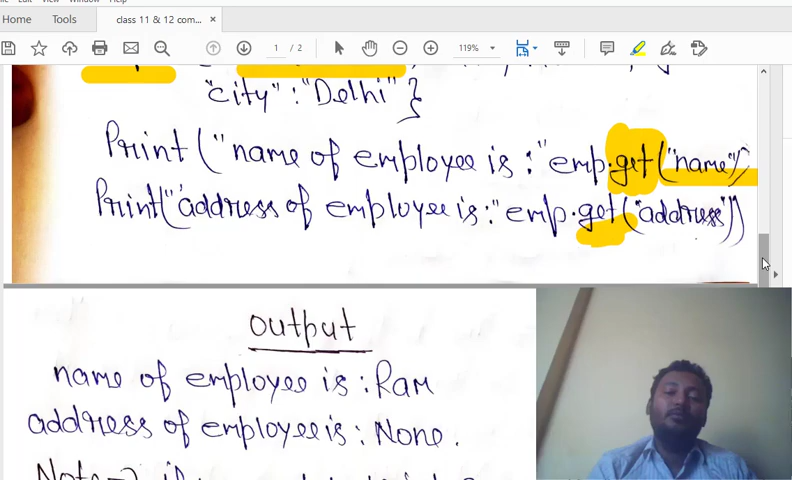 Home Tools class 11 & 12 com... ×
1 / 2 119%
"city":"Delhi"}
Print ("name of employee is :"emp.get("name")
Print("address of employee is:"emp.get("address"))
output
name of employee is : Ram
address of employee is : None.